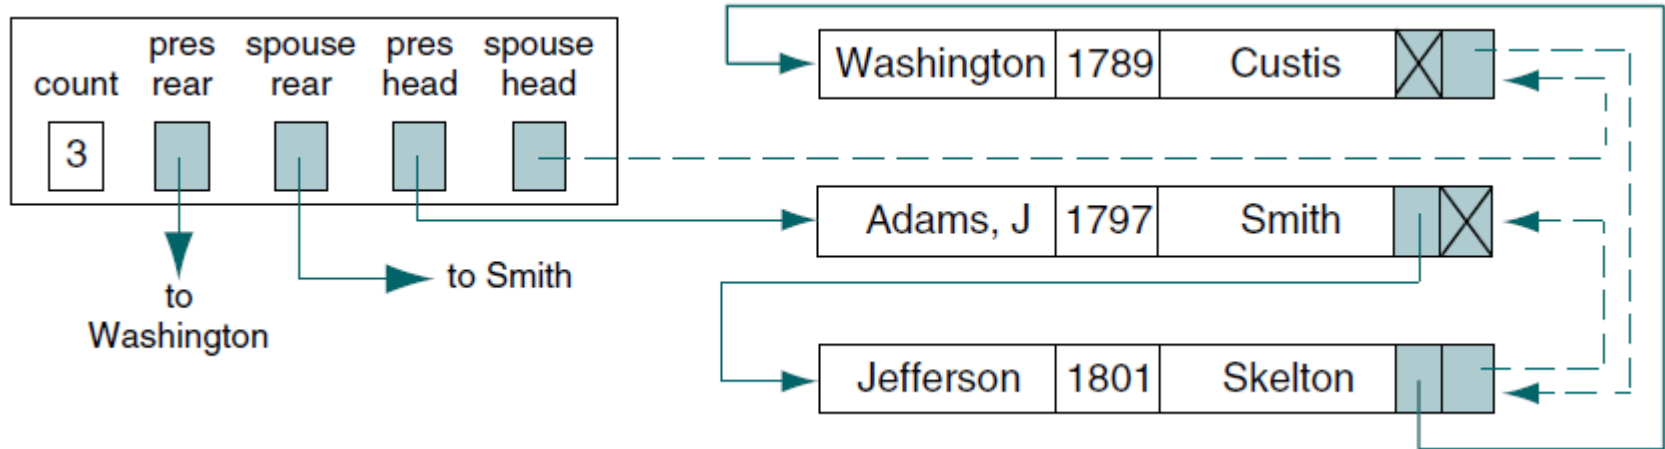 pres spouse pres spouse
count rear rear head head
3
to Smith
to
Washington
Washington 1789 Custis
Adams, J 1797 Smith
Jefferson 1801 Skelton